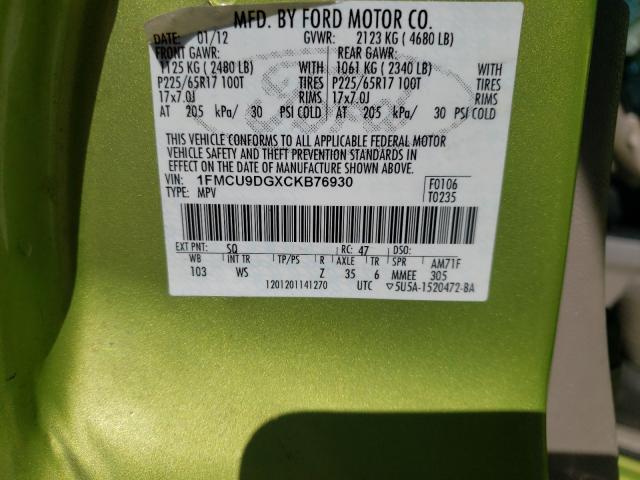 MFD. BY FORD MOTOR CO.
DATE: 01/12 GVWR: 2123 KG ( 4680 LB)
FRONT GAWR: REAR GAWR:
1125 KG ( 2480 LB) WITH 1061 KG ( 2340 LB) WITH
P225/65R17 100T TIRES P225/65R17 100T TIRES
17x7.0J RIMS 17x7.0J RIMS
AT 205 kPa/ 30 PSI COLD AT 205 kPa/ 30 PSI COLD
THIS VEHICLE CONFORMS TO ALL APPLICABLE FEDERAL MOTOR
VEHICLE SAFETY AND THEFT PREVENTION STANDARDS IN
EFFECT ON THE DATE OF MANUFACTURE SHOWN ABOVE.
VIN: 1FMCU9DGXCKB76930 F0106
TYPE: MPV T0235
EXT PNT: SQ RC: 47 DSO:
WB INT TR TP/PS R AXLE TR SPR AM71F
103 WS Z 35 6 MMEE 305
1201201141270 UTC ▽5U5A-1520472-BA